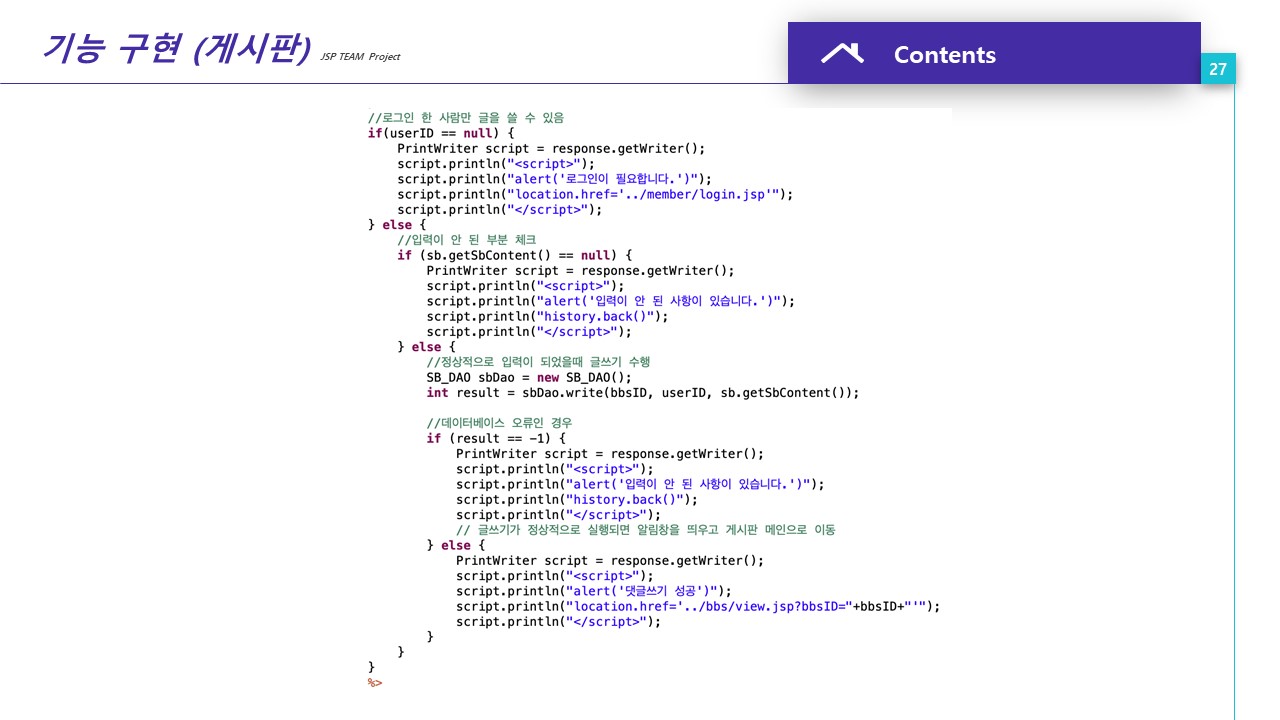 기능 구현 (게시판) JSP TEAM Project
Contents
27
//로그인 한 사람만 글을 쓸 수 있음
if(userID == null) {
    PrintWriter script = response.getWriter();
    script.println("<script>");
    script.println("alert('로그인이 필요합니다.')");
    script.println("location.href='../member/login.jsp'");
    script.println("</script>");
} else {
    //입력이 안 된 부분 체크
    if (sb.getSbContent() == null) {
        PrintWriter script = response.getWriter();
        script.println("<script>");
        script.println("alert('입력이 안 된 사항이 있습니다.')");
        script.println("history.back()");
        script.println("</script>");
    } else {
        //정상적으로 입력이 되었을때 글쓰기 수행
        SB_DAO sbDao = new SB_DAO();
        int result = sbDao.write(bbsID, userID, sb.getSbContent());
        //데이터베이스 오류인 경우
        if (result == -1) {
            PrintWriter script = response.getWriter();
            script.println("<script>");
            script.println("alert('입력이 안 된 사항이 있습니다.')");
            script.println("history.back()");
            script.println("</script>");
            // 글쓰기가 정상적으로 실행되면 알림창을 띄우고 게시판 메인으로 이동
        } else {
            PrintWriter script = response.getWriter();
            script.println("<script>");
            script.println("alert('댓글쓰기 성공')");
            script.println("location.href='../bbs/view.jsp?bbsID="+bbsID+"'");
            script.println("</script>");
        }
    }
}
%>